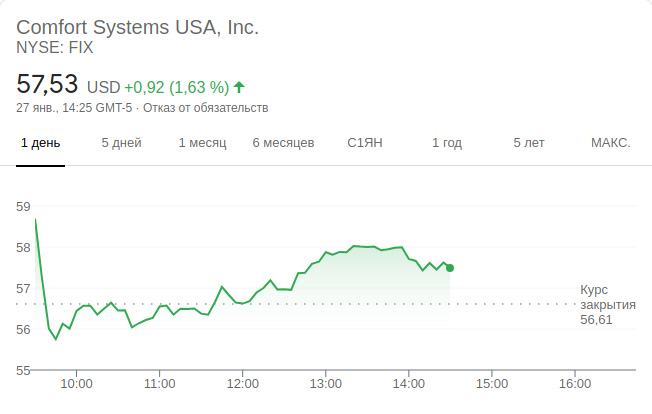 Comfort Systems USA, Inc.
NYSE: FIX
57,53 USD +0,92 (1,63 %)
27 янв., 14:25 GMT-5 · Отказ от обязательств
1 день 5 дней 1 месяц 6 месяцев С1ЯН 1 год 5 лет МАКС.
59
58
57
56
55
Курс
закрытия
56,61
10:00 11:00 12:00 13:00 14:00 15:00 16:00